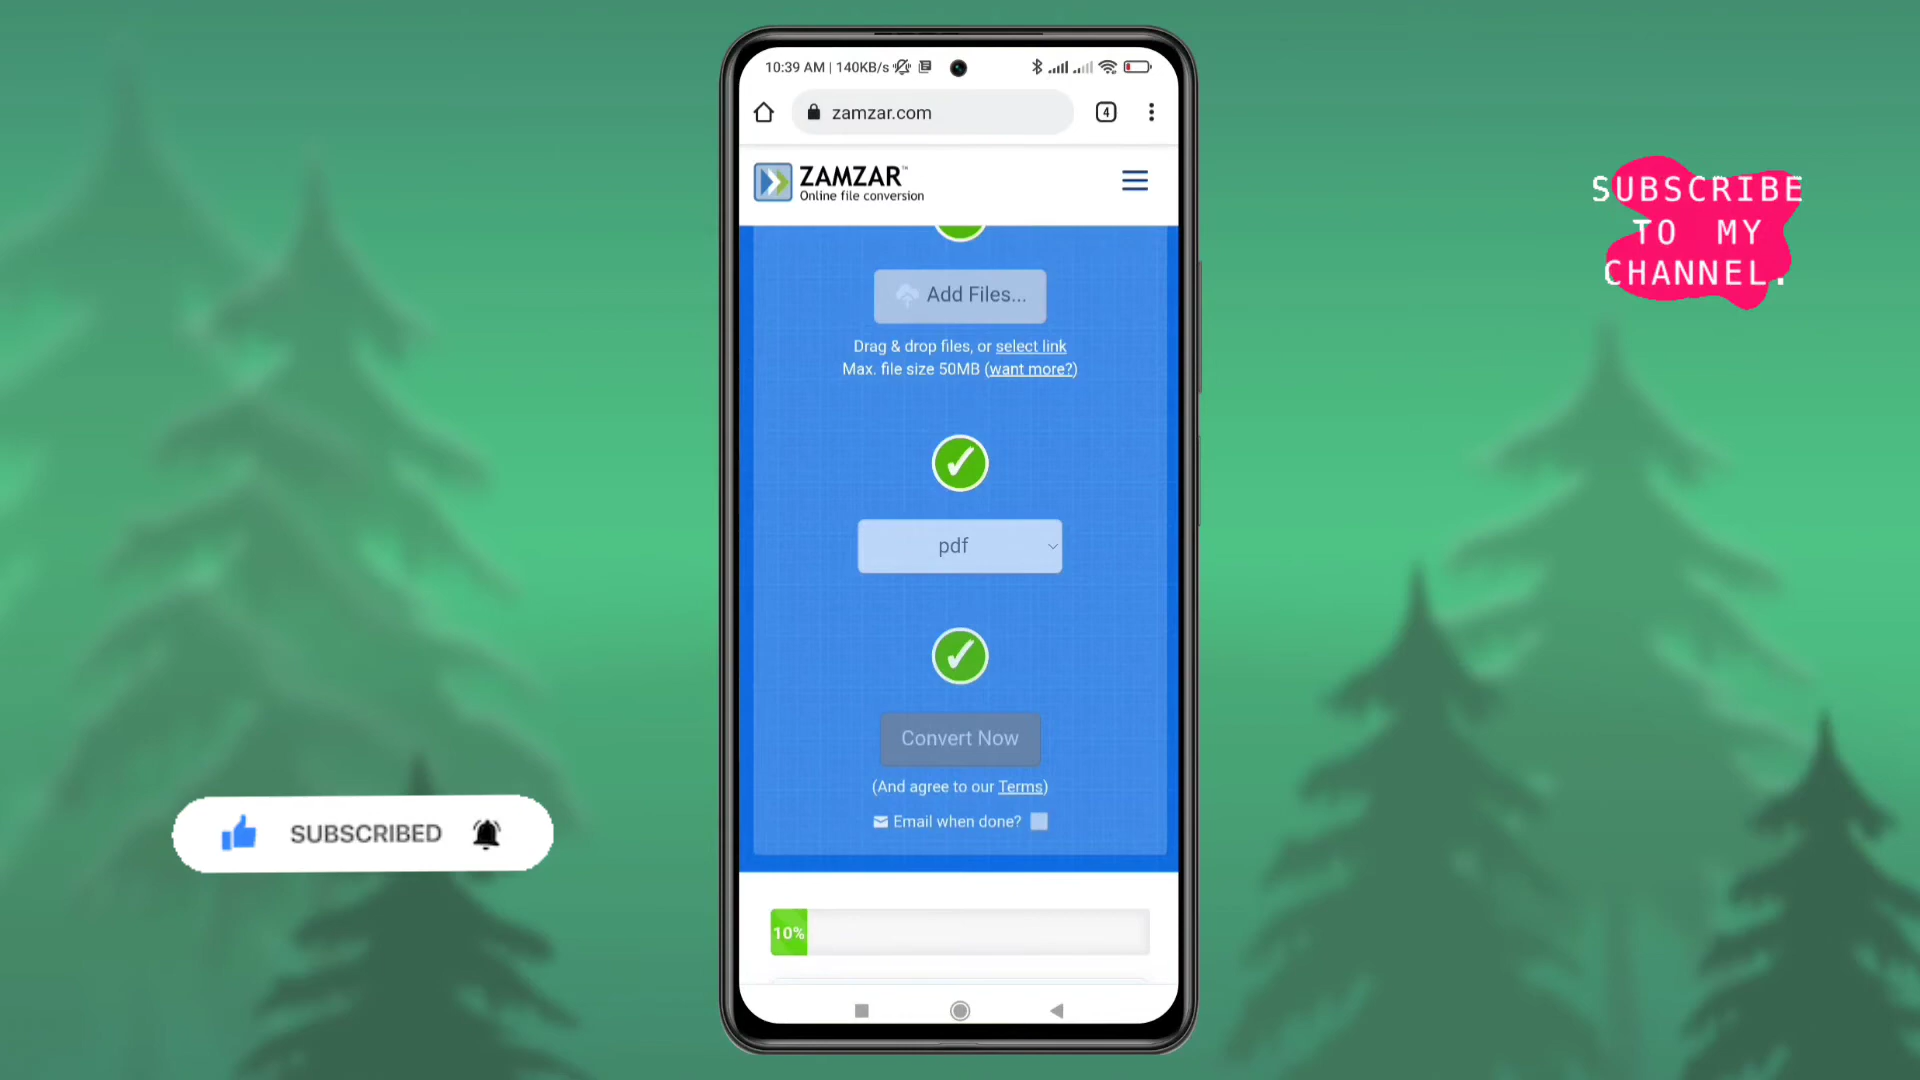 10:39 AM | 140KB/s
4
zamzar.com
ZAMZAR™
Online file conversion
Add Files...
Drag & drop files, or select link
Max. file size 50MB (want more?)
pdf
Convert Now
(And agree to our Terms)
Email when done?
10%
SUBSCRIBED
SUBSCRIBE
TO MY
CHANNEL.